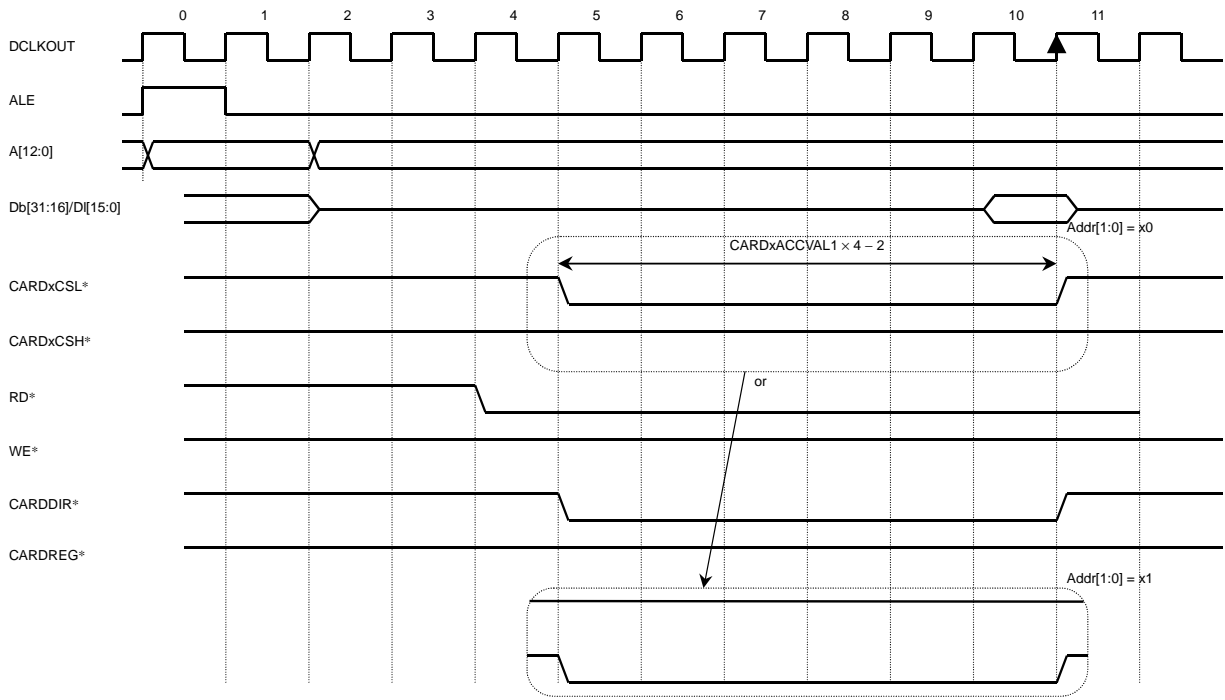 0 1 2 3 4 5 6 7 8 9 10 11
DCLKOUT
ALE
A[12:0]
Db[31:16]/Dl[15:0]
Addr[1:0] = x0
CARDxACCVAL1 × 4 − 2
CARDxCSL*
CARDxCSH*
or
RD*
WE*
CARDDIR*
CARDREG*
Addr[1:0] = x1